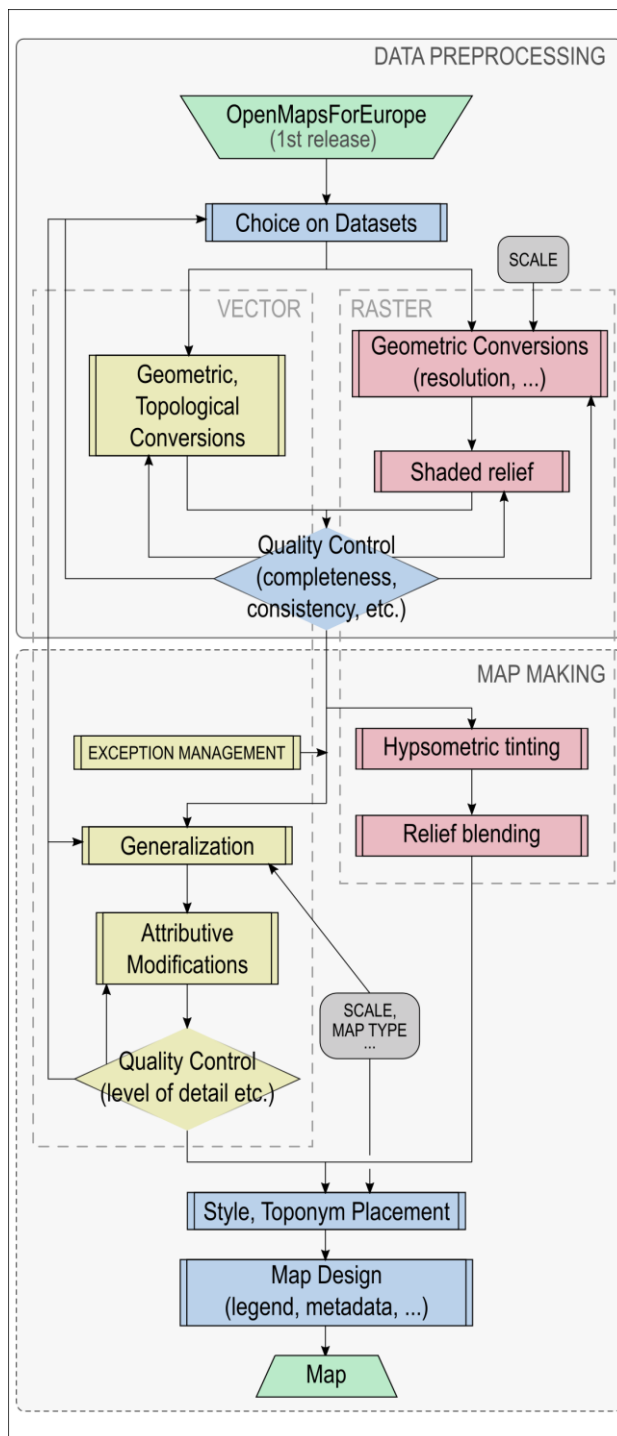 DATA PREPROCESSING
OpenMapsForEurope
(1st release)
Choice on Datasets
SCALE
VECTOR
RASTER
Geometric,
Topological
Conversions
Geometric Conversions
(resolution, ...)
Shaded relief
Quality Control
(completeness,
consistency, etc.)
MAP MAKING
EXCEPTION MANAGEMENT
Hypsometric tinting
Generalization
Relief blending
Attributive
Modifications
SCALE,
MAP TYPE
...
Quality Control
(level of detail etc.)
Style, Toponym Placement
Map Design
(legend, metadata, ...)
Map